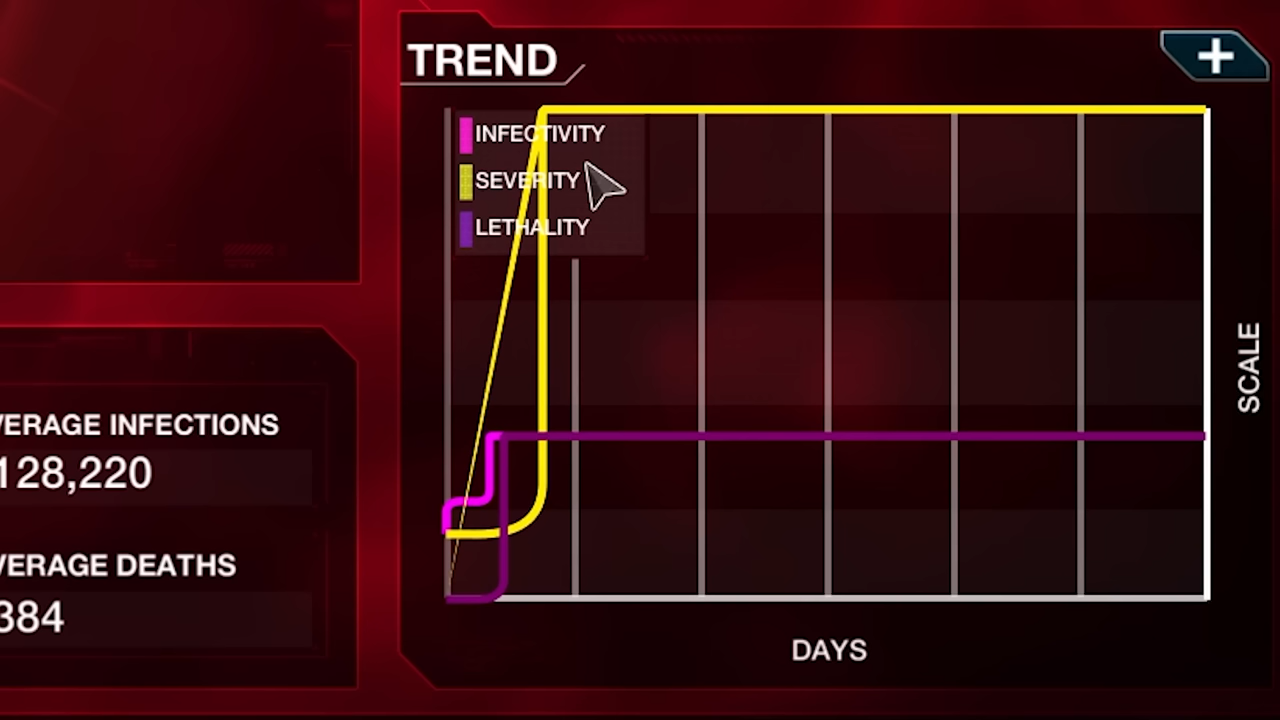 TREND
INFECTIVITY
SEVERITY
LETHALITY
SCALE
VERAGE INFECTIONS
128,220
VERAGE DEATHS
384
DAYS